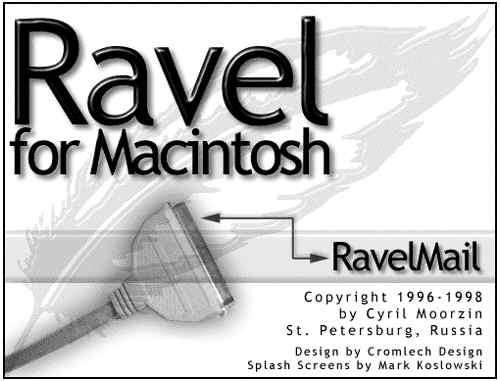 Ravel
for Macintosh
RavelMail
Copyright 1996-1998
by Cyril Moorzin
St. Petersburg, Russia
Design by Cromlech Design
Splash Screens by Mark Koslowski